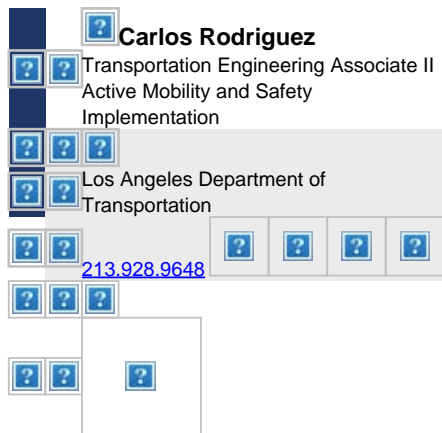 Carlos Rodriguez
Transportation Engineering Associate II
Active Mobility and Safety
Implementation
Los Angeles Department of
Transportation
213.928.9648